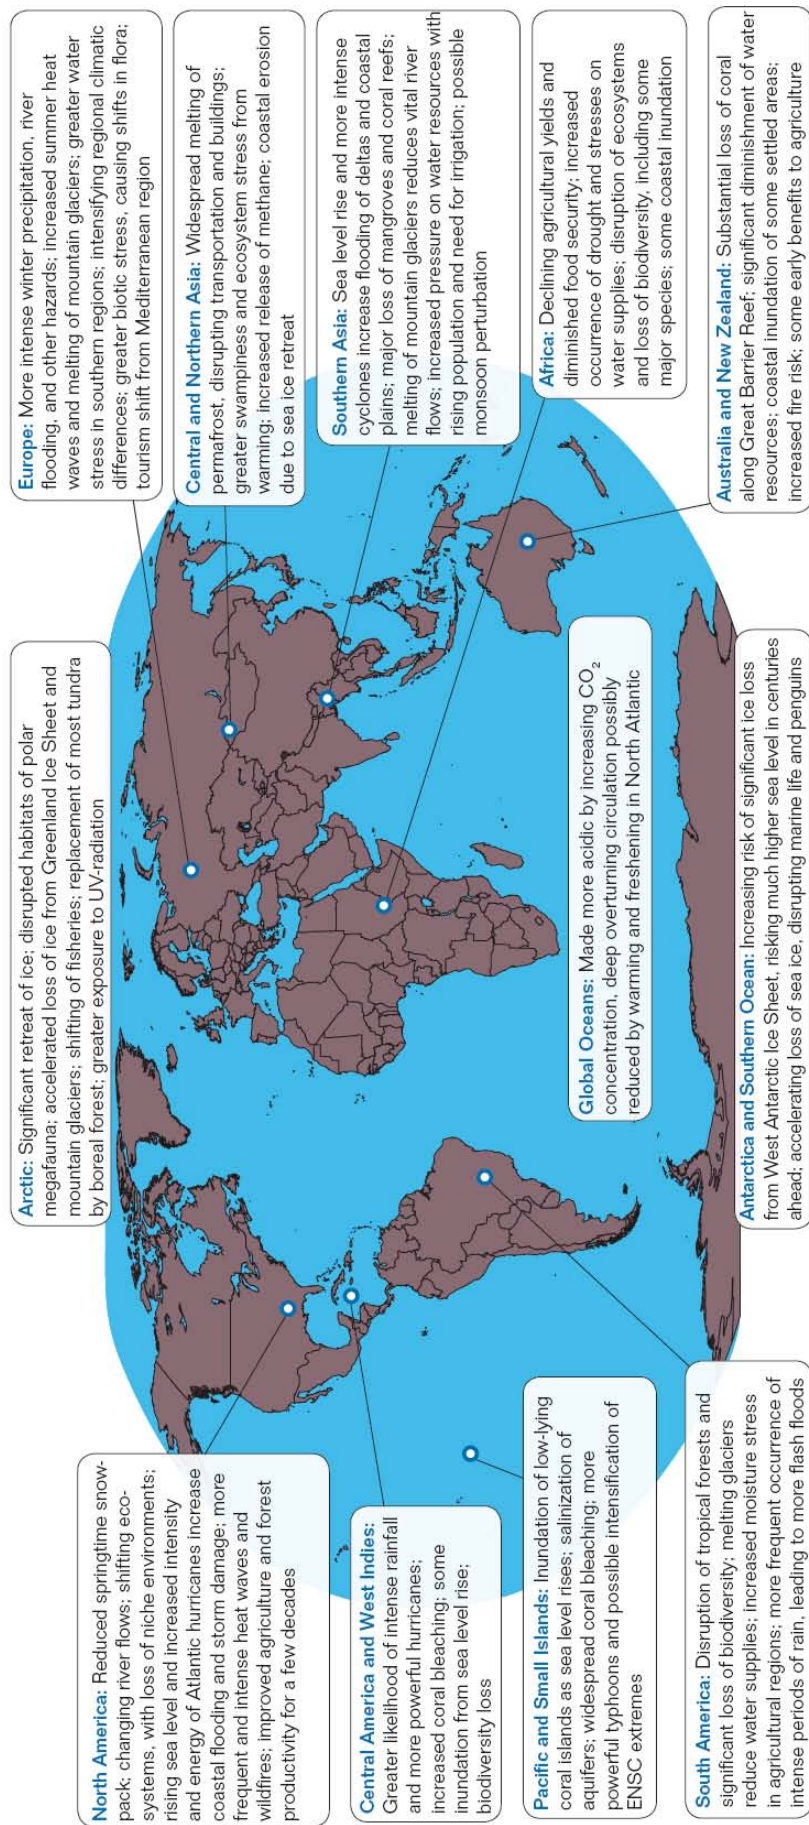 North America: Reduced springtime snow-
pack; changing river flows; shifting eco-
systems, with loss of niche environments;
rising sea level and increased intensity
and energy of Atlantic hurricanes increase
coastal flooding and storm damage; more
frequent and intense heat waves and
wildfires; improved agriculture and forest
productivity for a few decades
Central America and West Indies:
Greater likelihood of intense rainfall
and more powerful hurricanes;
increased coral bleaching; some
inundation from sea level rise;
biodiversity loss
Pacific and Small Islands: Inundation of low-lying
coral islands as sea level rises; salinization of
aquifers; widespread coral bleaching; more
powerful typhoons and possible intensification of
ENSC extremes
South America: Disruption of tropical forests and
significant loss of biodiversity; melting glaciers
reduce water supplies; increased moisture stress
in agricultural regions; more frequent occurrence of
intense periods of rain, leading to more flash floods
Arctic: Significant retreat of ice; disrupted habitats of polar
megafauna; accelerated loss of ice from Greenland Ice Sheet and
mountain glaciers; shifting of fisheries; replacement of most tundra
by boreal forest; greater exposure to UV-radiation
Global Oceans: Made more acidic by increasing CO₂
concentration, deep overturning circulation possibly
reduced by warming and freshening in North Atlantic
Antarctica and Southern Ocean: Increasing risk of significant ice loss
from West Antarctic Ice Sheet, risking much higher sea level in centuries
ahead; accelerating loss of sea ice, disrupting marine life and penguins
Europe: More intense winter precipitation, river
flooding, and other hazards; increased summer heat
waves and melting of mountain glaciers; greater water
stress in southern regions; intensifying regional climatic
differences; greater biotic stress, causing shifts in flora;
tourism shift from Mediterranean region
Central and Northern Asia: Widespread melting of
permafrost, disrupting transportation and buildings;
greater swampiness and ecosystem stress from
warming; increased release of methane; coastal erosion
due to sea ice retreat
Southern Asia: Sea level rise and more intense
cyclones increase flooding of deltas and coastal
plains; major loss of mangroves and coral reefs;
melting of mountain glaciers reduces vital river
flows; increased pressure on water resources with
rising population and need for irrigation; possible
monsoon perturbation
Africa: Declining agricultural yields and
diminished food security; increased
occurrence of drought and stresses on
water supplies; disruption of ecosystems
and loss of biodiversity, including some
major species; some coastal inundation
Australia and New Zealand: Substantial loss of coral
along Great Barrier Reef; significant diminishment of water
resources; coastal inundation of some settled areas;
increased fire risk; some early benefits to agriculture